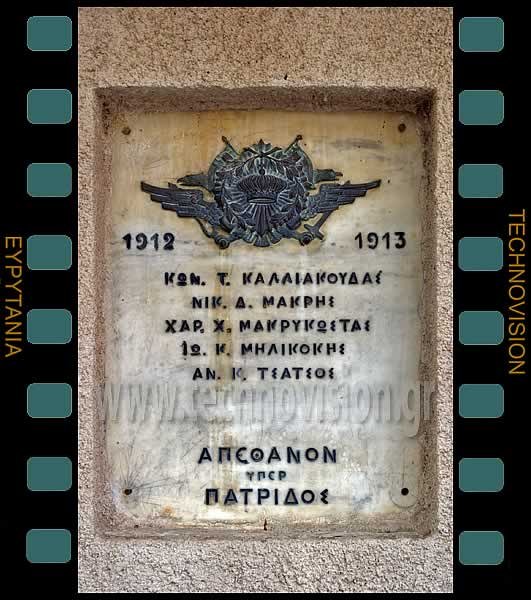 1912 1913
ΚΩΝ. Τ. ΚΑΛΛΙΑΚΟΥΔΑΣ
ΝΙΚ. Δ. ΜΑΚΡΗΣ
ΧΑΡ. Χ. ΜΑΚΡΥΚΩΣΤΑΣ
ΙΩ. Κ. ΜΗΛΙΚΟΚΗΣ
ΑΝ. Κ. ΤΣΑΤΣΟΣ
www.technovision.gr
ΑΠΕΘΑΝΟΝ
ΥΠΕΡ
ΠΑΤΡΙΔΟΣ
ΕΥΡΥΤΑΝΙΑ
TECHNOVISION